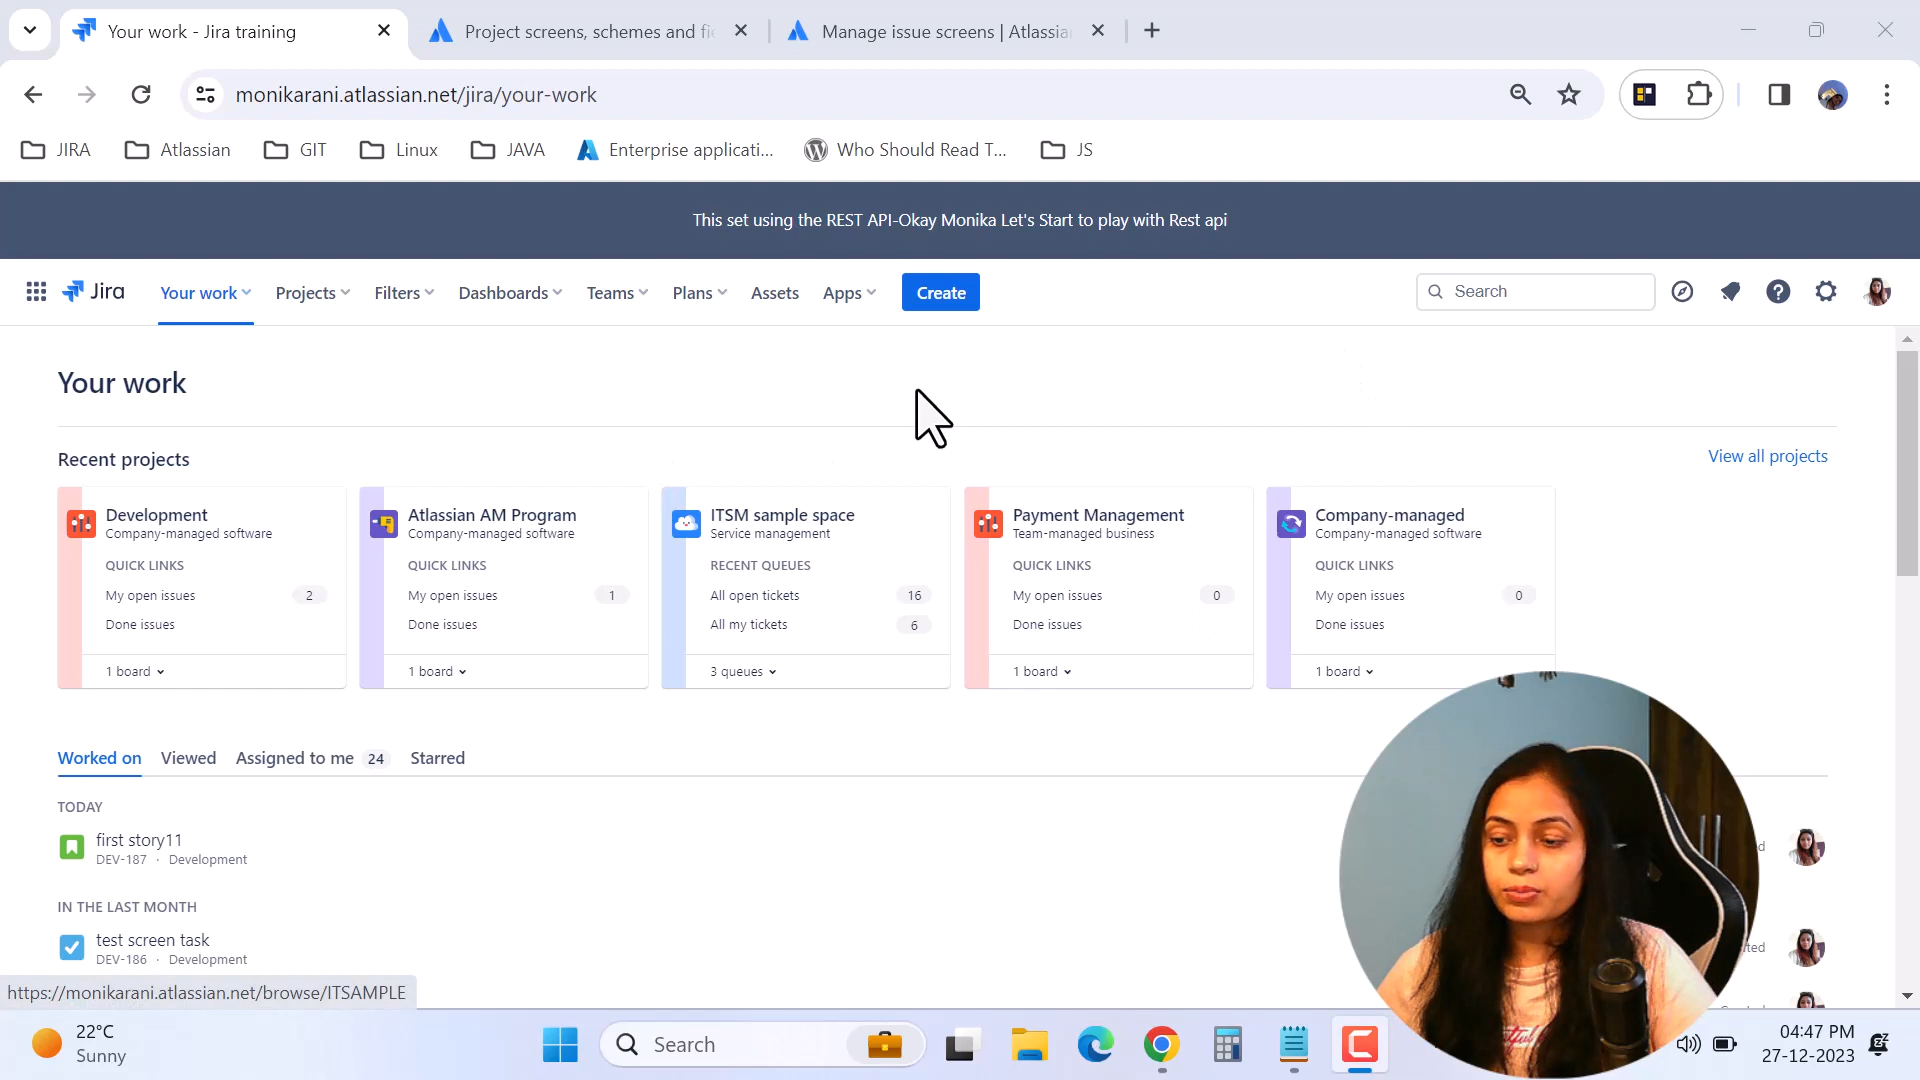 Your work - Jira training
Project screens, schemes and fie
Manage issue screens | Atlassia
monikarani.atlassian.net/jira/your-work
JIRA
Atlassian
GIT
Linux
JAVA
Enterprise applicati...
Who Should Read T...
JS
This set using the REST API-Okay Monika Let's Start to play with Rest api
Jira
Your work
Projects
Filters
Dashboards
Teams
Plans
Assets
Apps
Create
Search
Your work
Recent projects
View all projects
Development
Company-managed software
QUICK LINKS
My open issues 2
Done issues
1 board
Atlassian AM Program
Company-managed software
QUICK LINKS
My open issues 1
Done issues
1 board
ITSM sample space
Service management
RECENT QUEUES
All open tickets 16
All my tickets 6
3 queues
Payment Management
Team-managed business
QUICK LINKS
My open issues 0
Done issues
1 board
Company-managed
Company-managed software
QUICK LINKS
My open issues 0
Done issues
1 board
Worked on Viewed Assigned to me 24 Starred
TODAY
first story11
DEV-187 · Development
IN THE LAST MONTH
test screen task
DEV-186 · Development
https://monikarani.atlassian.net/browse/ITSAMPLE
22°C
Sunny
Search
04:47 PM
27-12-2023